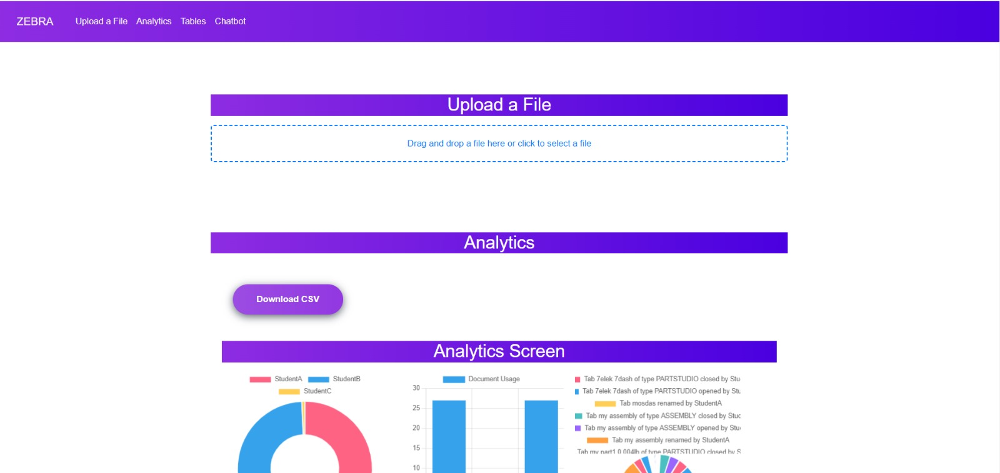 ZEBRA Upload a File Analytics Tables Chatbot
Upload a File
Drag and drop a file here or click to select a file
Analytics
Download CSV
Analytics Screen
StudentA StudentB
StudentC
Document Usage
30
25
20
15
10
Tab 7elek 7dash of type PARTSTUDIO closed by Stu
Tab 7elek 7dash of type PARTSTUDIO opened by Stu
Tab mosdas renamed by StudentA
Tab my assembly of type ASSEMBLY closed by Stud
Tab my assembly of type ASSEMBLY opened by Stu
Tab my assembly renamed by StudentA
Tab my part1 0.004lb of type PARTSTUDIO closed by S